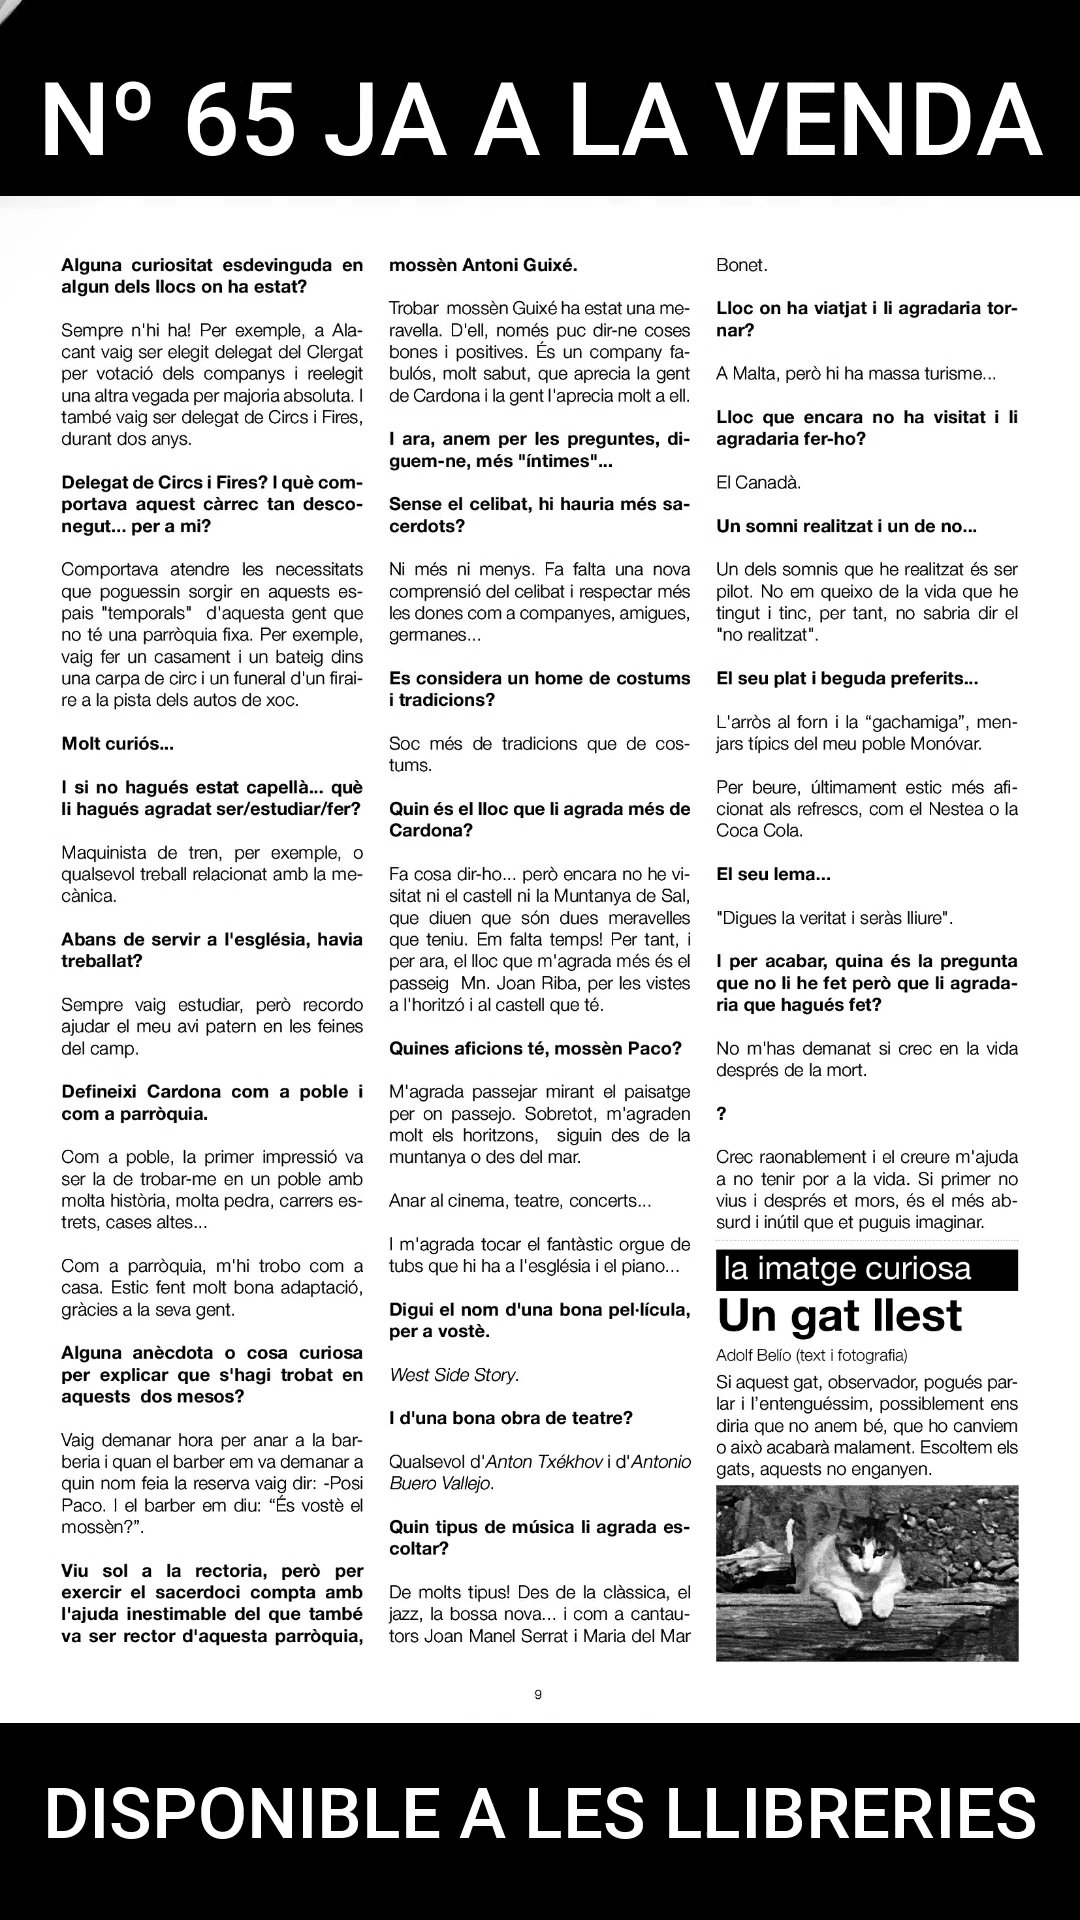 Nº 65 JA A LA VENDA
Alguna curiositat esdevinguda en
algun dels llocs on ha estat?
Sempre n'hi ha! Per exemple, a Ala-
cant vaig ser elegit delegat del Clergat
per votació dels companys i reelegit
una altra vegada per majoria absoluta. I
també vaig ser delegat de Circs i Fires,
durant dos anys.
Delegat de Circs i Fires? I què com-
portava aquest càrrec tan desco-
negut... per a mi?
Comportava atendre les necessitats
que poguessin sorgir en aquests es-
pais "temporals" d'aquesta gent que
no té una parròquia fixa. Per exemple,
vaig fer un casament i un bateig dins
una carpa de circ i un funeral d'un firai-
re a la pista dels autos de xoc.
Molt curiós...
I si no hagués estat capellà... què
li hagués agradat ser/estudiar/fer?
Maquinista de tren, per exemple, o
qualsevol treball relacionat amb la me-
cànica.
Abans de servir a l'església, havia
treballat?
Sempre vaig estudiar, però recordo
ajudar el meu avi patern en les feines
del camp.
Defineixi Cardona com a poble i
com a parròquia.
Com a poble, la primer impressió va
ser la de trobar-me en un poble amb
molta història, molta pedra, carrers es-
trets, cases altes...
Com a parròquia, m'hi trobo com a
casa. Estic fent molt bona adaptació,
gràcies a la seva gent.
Alguna anècdota o cosa curiosa
per explicar que s'hagi trobat en
aquests dos mesos?
Vaig demanar hora per anar a la bar-
beria i quan el barber em va demanar a
quin nom feia la reserva vaig dir: -Posi
Paco. I el barber em diu: “És vostè el
mossèn?”.
Viu sol a la rectoria, però per
exercir el sacerdoci compta amb
l'ajuda inestimable del que també
va ser rector d'aquesta parròquia,
mossèn Antoni Guixé.
Trobar mossèn Guixé ha estat una me-
ravella. D'ell, només puc dir-ne coses
bones i positives. És un company fa-
bulós, molt sabut, que aprecia la gent
de Cardona i la gent l'aprecia molt a ell.
I ara, anem per les preguntes, di-
guem-ne, més "íntimes"...
Sense el celibat, hi hauria més sa-
cerdots?
Ni més ni menys. Fa falta una nova
comprensió del celibat i respectar més
les dones com a companyes, amigues,
germanes...
Es considera un home de costums
i tradicions?
Soc més de tradicions que de cos-
tums.
Quin és el lloc que li agrada més de
Cardona?
Fa cosa dir-ho... però encara no he vi-
sitat ni el castell ni la Muntanya de Sal,
que diuen que són dues meravelles
que teniu. Em falta temps! Per tant, i
per ara, el lloc que m'agrada més és el
passeig Mn. Joan Riba, per les vistes
a l'horitzó i al castell que té.
Quines aficions té, mossèn Paco?
M'agrada passejar mirant el paisatge
per on passejo. Sobretot, m'agraden
molt els horitzons, siguin des de la
muntanya o des del mar.
Anar al cinema, teatre, concerts...
I m'agrada tocar el fantàstic orgue de
tubs que hi ha a l'església i el piano...
Digui el nom d'una bona pel·lícula,
per a vostè.
West Side Story.
I d'una bona obra de teatre?
Qualsevol d'Anton Txékhov i d'Antonio
Buero Vallejo.
Quin tipus de música li agrada es-
coltar?
De molts tipus! Des de la clàssica, el
jazz, la bossa nova... i com a cantau-
tors Joan Manel Serrat i Maria del Mar
Bonet.
Lloc on ha viatjat i li agradaria tor-
nar?
A Malta, però hi ha massa turisme...
Lloc que encara no ha visitat i li
agradaria fer-ho?
El Canadà.
Un somni realitzat i un de no...
Un dels somnis que he realitzat és ser
pilot. No em queixo de la vida que he
tingut i tinc, per tant, no sabria dir el
"no realitzat".
El seu plat i beguda preferits...
L'arròs al forn i la “gachamiga”, men-
jars típics del meu poble Monóvar.
Per beure, últimament estic més afi-
cionat als refrescs, com el Nestea o la
Coca Cola.
El seu lema...
"Digues la veritat i seràs lliure".
I per acabar, quina és la pregunta
que no li he fet però que li agrada-
ria que hagués fet?
No m'has demanat si crec en la vida
després de la mort.
?
Crec raonablement i el creure m'ajuda
a no tenir por a la vida. Si primer no
vius i després et mors, és el més ab-
surd i inútil que et puguis imaginar.
la imatge curiosa
Un gat llest
Adolf Belío (text i fotografia)
Si aquest gat, observador, pogués par-
lar i l’entenguéssim, possiblement ens
diria que no anem bé, que ho canviem
o això acabarà malament. Escoltem els
gats, aquests no enganyen.
9
DISPONIBLE A LES LLIBRERIES